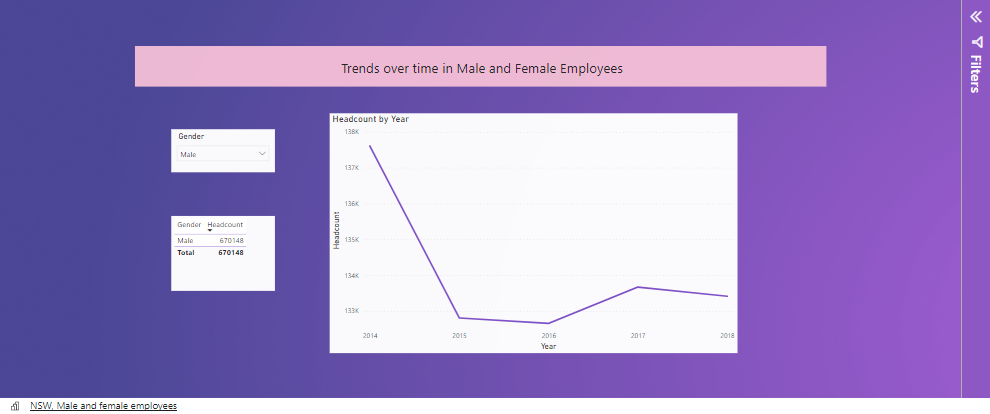 Trends over time in Male and Female Employees
Filters
Gender
Male
Gender Headcount
Male 670148
Total 670148
Headcount by Year
138K
137K
136K
135K
134K
133K
Headcount
2014 2015 2016 2017 2018
Year
NSW, Male and female employees